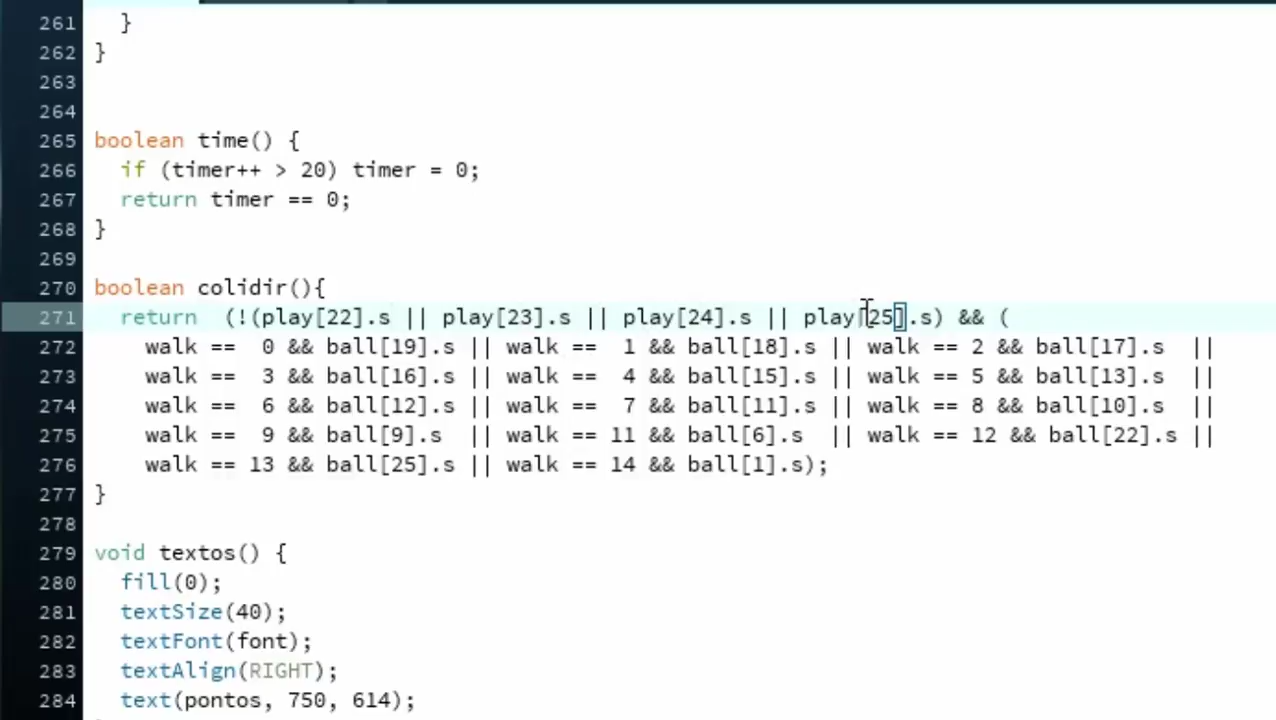 261   }
262 }
263
264
265 boolean time() {
266   if (timer++ > 20) timer = 0;
267   return timer == 0;
268 }
269
270 boolean colidir(){
271   return  (!(play[22].s || play[23].s || play[24].s || play[25].s) && (
272     walk ==  0 && ball[19].s || walk ==  1 && ball[18].s || walk == 2 && ball[17].s  ||
273     walk ==  3 && ball[16].s || walk ==  4 && ball[15].s || walk == 5 && ball[13].s  ||
274     walk ==  6 && ball[12].s || walk ==  7 && ball[11].s || walk == 8 && ball[10].s  ||
275     walk ==  9 && ball[9].s  || walk == 11 && ball[6].s  || walk == 12 && ball[22].s ||
276     walk == 13 && ball[25].s || walk == 14 && ball[1].s);
277 }
278
279 void textos() {
280   fill(0);
281   textSize(40);
282   textFont(font);
283   textAlign(RIGHT);
284   text(pontos, 750, 614);